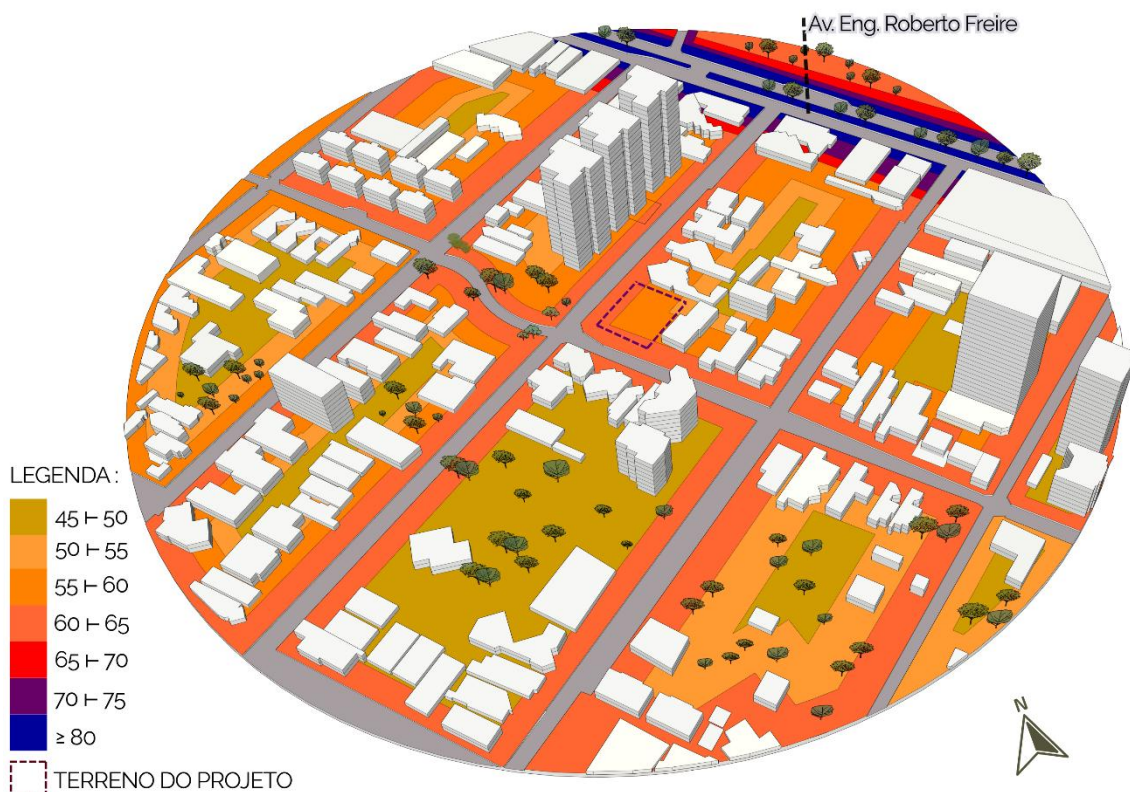 Av. Eng. Roberto Freire
LEGENDA :
45 ⊢ 50
50 ⊢ 55
55 ⊢ 60
60 ⊢ 65
65 ⊢ 70
70 ⊢ 75
≥ 80
TERRENO DO PROJETO
N